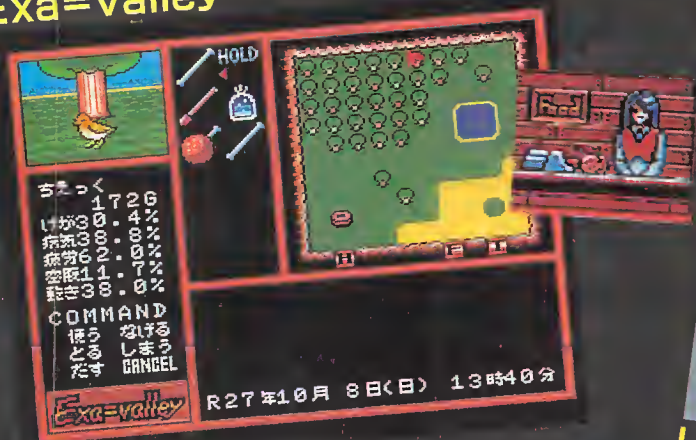 Exa=valley
HOLD
ちぇっく
172G
けが30.4%
病気38.8%
疲労62.0%
空腹11.7%
乾き38.0%
COMMAND
使う なげる
とる しまう
だす CANCEL
Exa=valley
R27年10月 8日(日) 13時40分
Food
H
F I